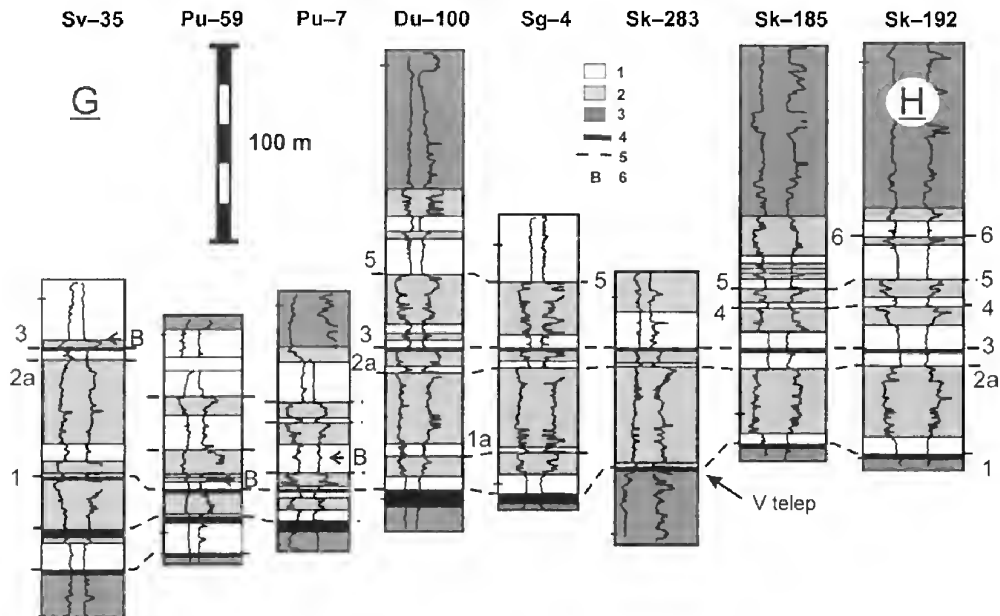 Sv–35 Pu–59 Pu–7 Du–100 Sg–4 Sk–283 Sk–185 Sk–192
G
100 m
1
2
3
4
5
B 6
H
6 6
5 5 5 5
4 4
3 B 3 3
2a 2a 2a
1a
1 B B 1
V telep